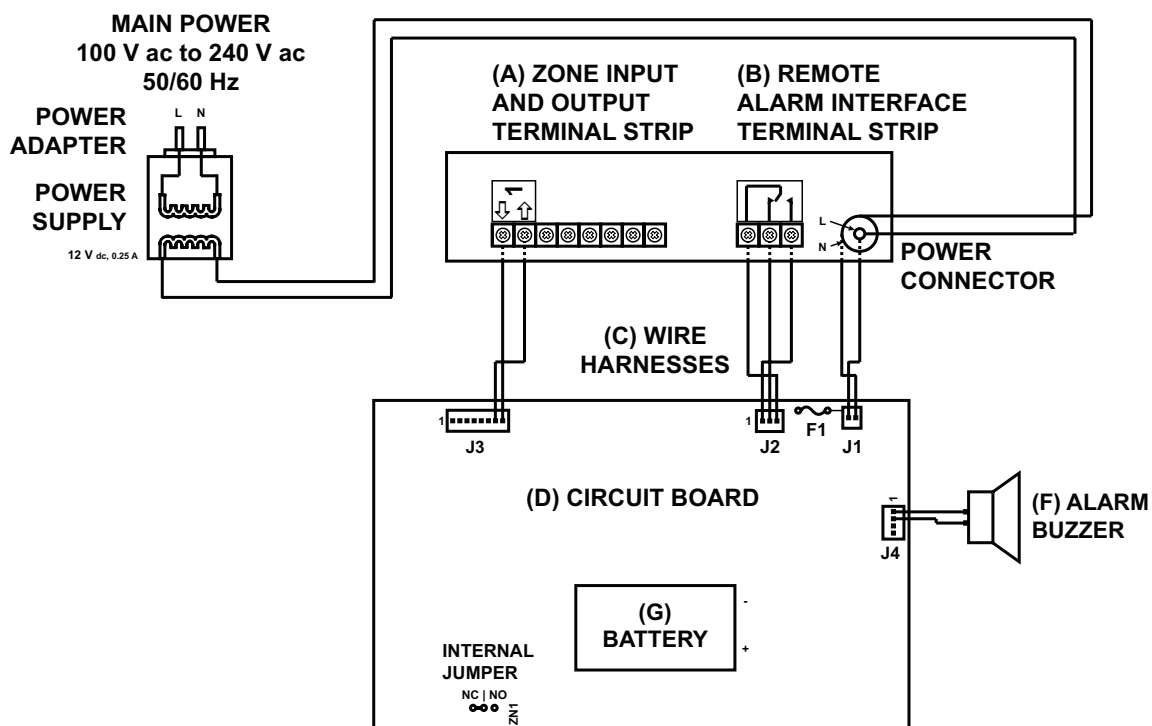 MAIN POWER
100 V ac to 240 V ac
50/60 Hz
POWER
ADAPTER
L N
POWER
SUPPLY
12 V dc, 0.25 A
(A) ZONE INPUT
AND OUTPUT
TERMINAL STRIP
(B) REMOTE
ALARM INTERFACE
TERMINAL STRIP
1
L
N
POWER
CONNECTOR
(C) WIRE
HARNESSES
1
J3
1
J2
F1
J1
(D) CIRCUIT BOARD
1
J4
(F) ALARM
BUZZER
(G)
BATTERY
-
+
INTERNAL
JUMPER
NC | NO
ZN1